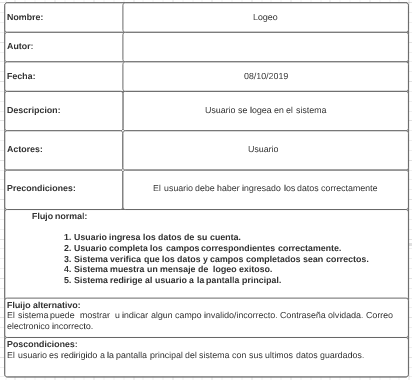 Nombre: Logeo
Autor:
Fecha: 08/10/2019
Descripcion: Usuario se logea en el sistema
Actores: Usuario
Precondiciones: El usuario debe haber ingresado los datos correctamente
Flujo normal:
1. Usuario ingresa los datos de su cuenta.
2. Usuario completa los campos correspondientes correctamente.
3. Sistema verifica que los datos y campos completados sean correctos.
4. Sistema muestra un mensaje de logeo exitoso.
5. Sistema redirige al usuario a la pantalla principal.
Fluijo alternativo:
El sistema puede mostrar u indicar algun campo invalido/incorrecto. Contraseña olvidada. Correo
electronico incorrecto.
Poscondiciones:
El usuario es redirigido a la pantalla principal del sistema con sus ultimos datos guardados.